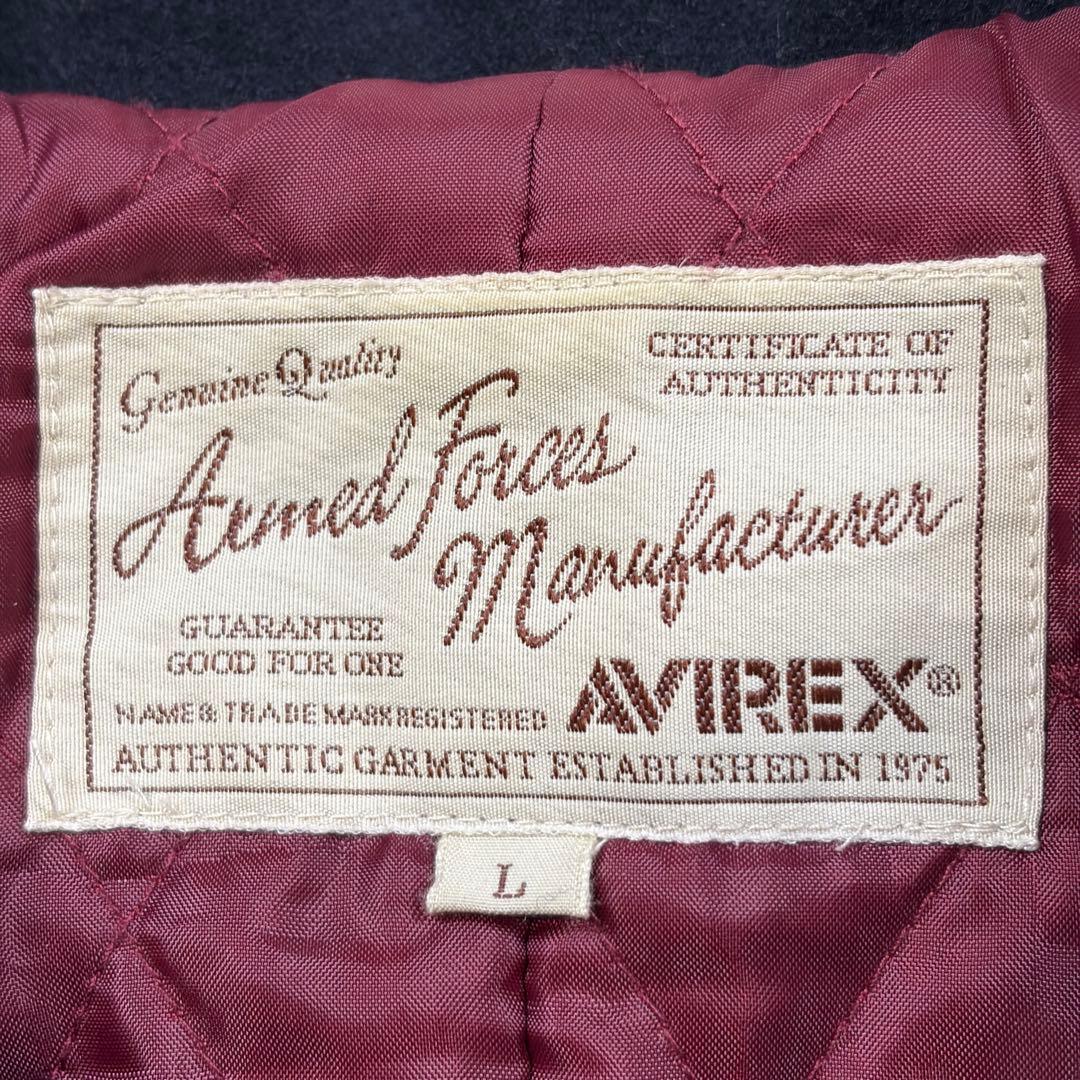 Genuine Quality
CERTIFICATE OF
AUTHENTICITY
Armed Forces
Manufacturer
GUARANTEE
GOOD FOR ONE
AVIREX®
NAME & TRADE MARK REGISTERED
AUTHENTIC GARMENT ESTABLISHED IN 1975
L